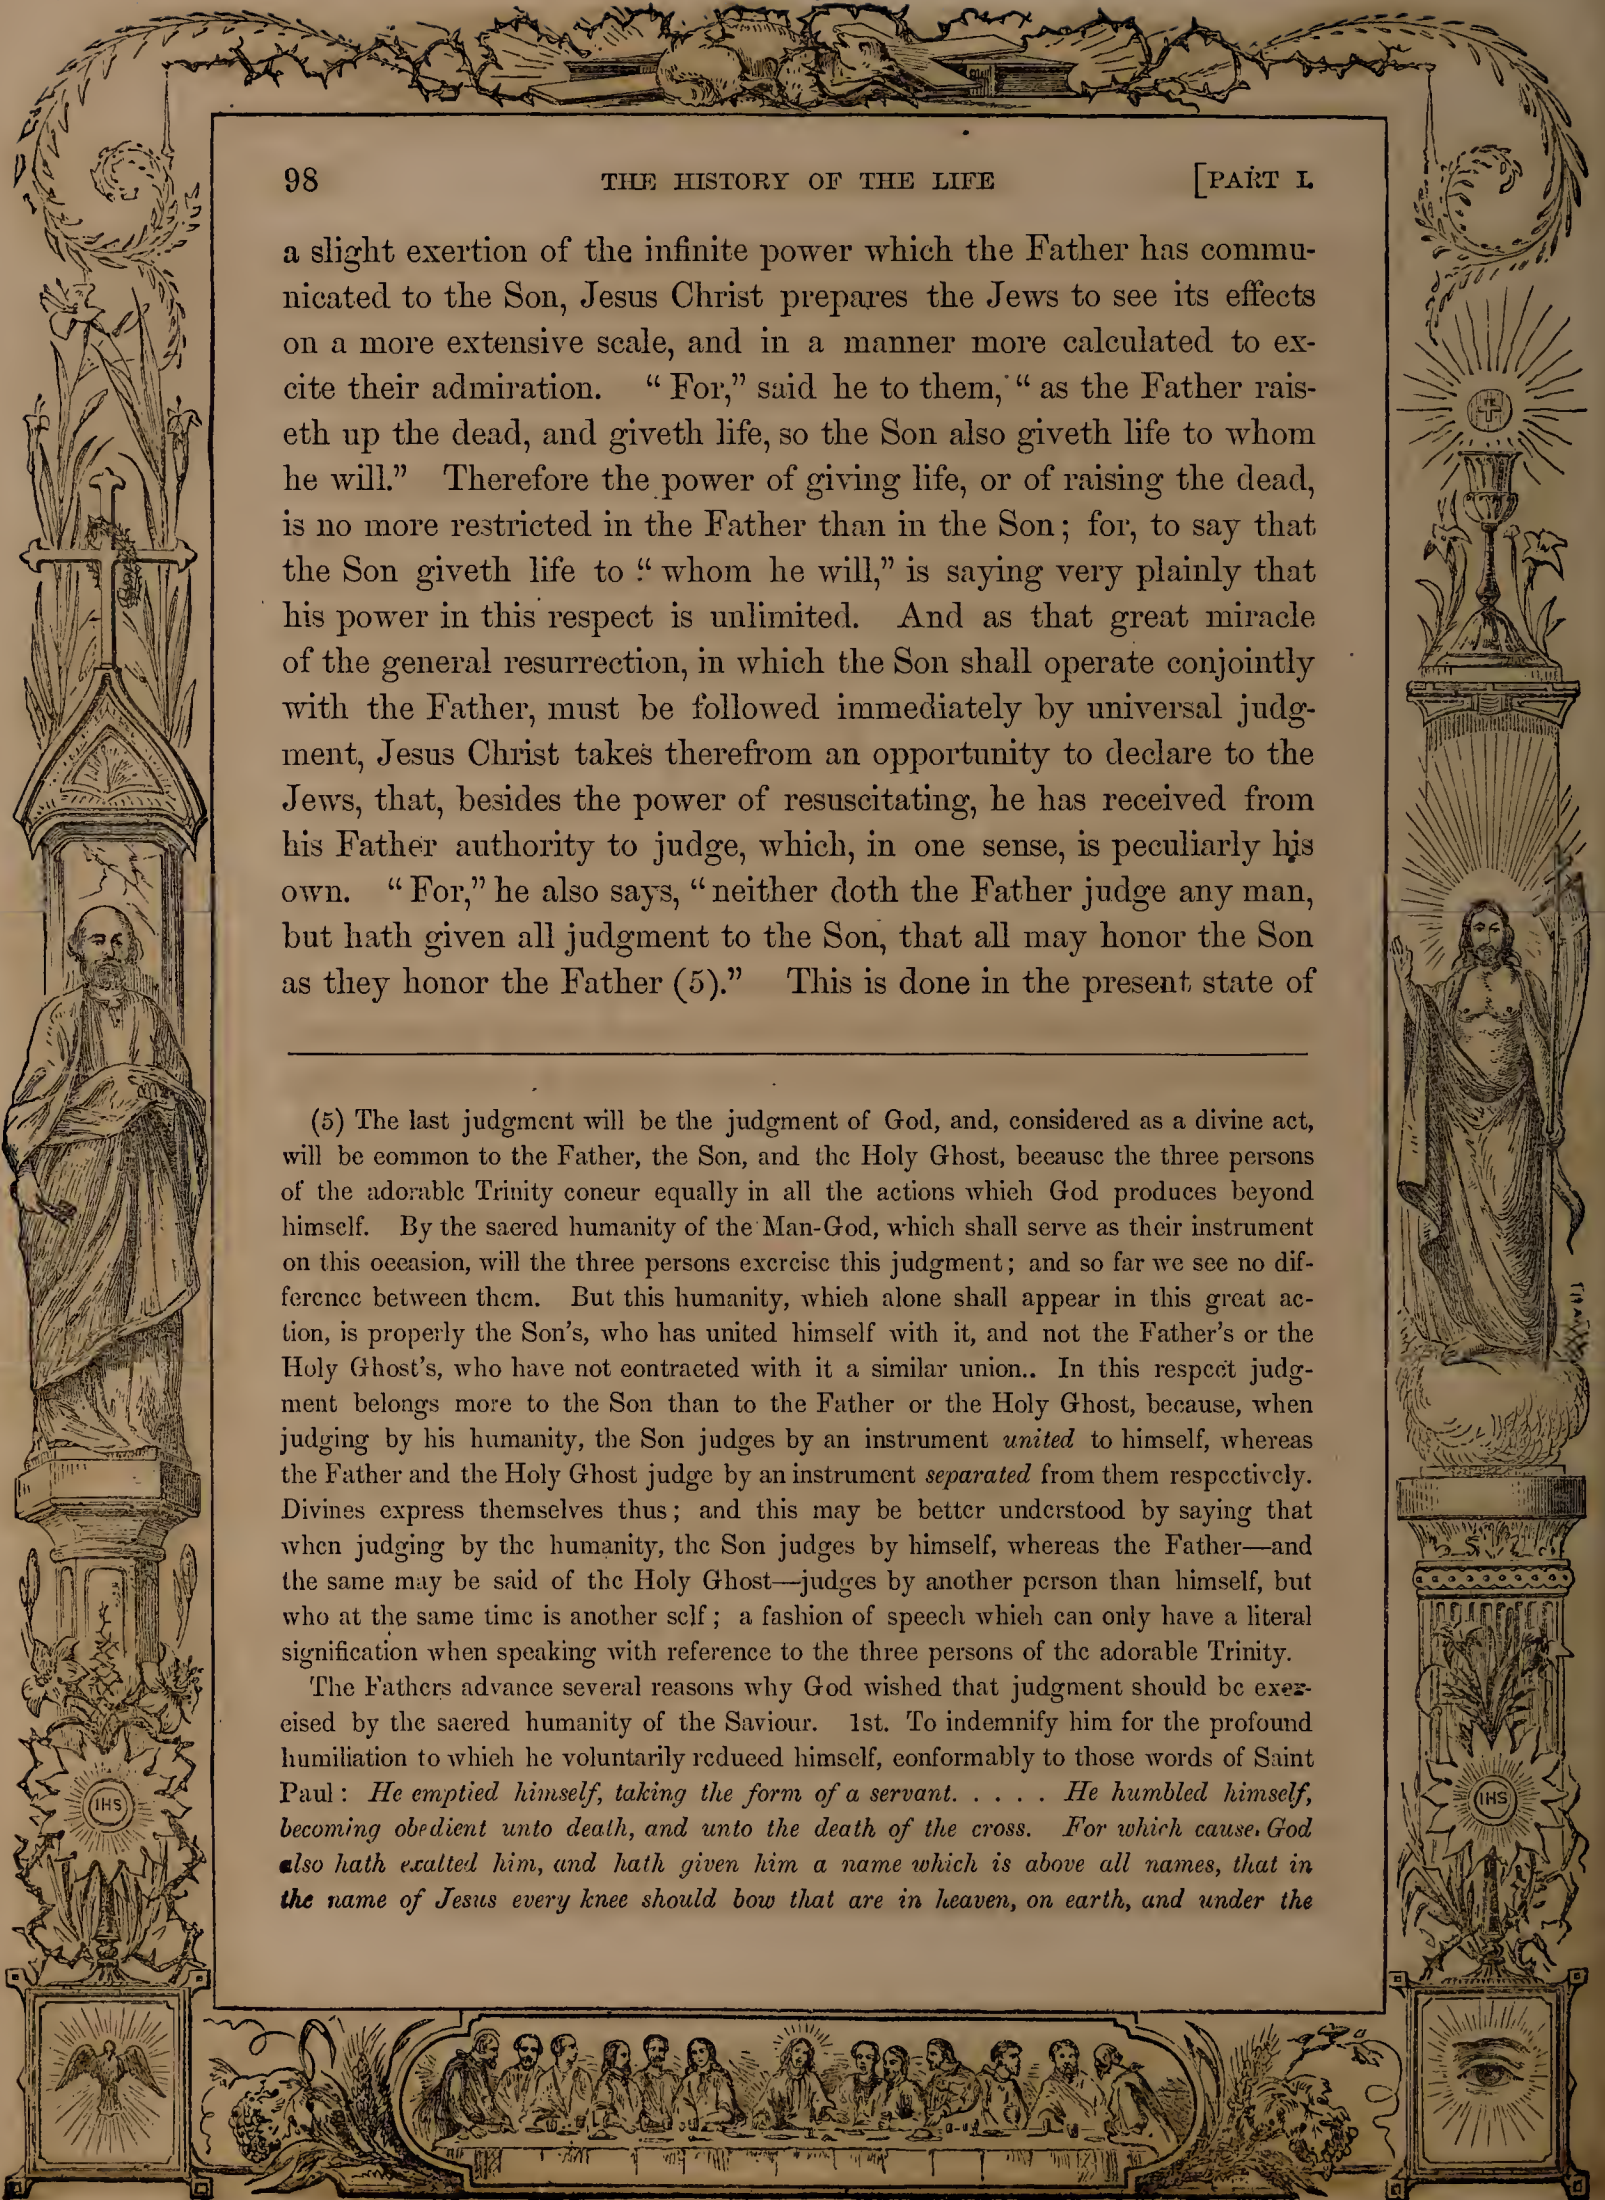 98 THE HISTORY OF THE LIFE [PART I.
a slight exertion of the infinite power which the Father has commu-
nicated to the Son, Jesus Christ prepares the Jews to see its effects
on a more extensive scale, and in a manner more calculated to ex-
cite their admiration. “ For,” said he to them, “ as the Father rais-
eth up the dead, and giveth life, so the Son also giveth life to whom
he will.” Therefore the power of giving life, or of raising the dead,
is no more restricted in the Father than in the Son ; for, to say that
the Son giveth life to “ whom he will,” is saying very plainly that
his power in this respect is unlimited. And as that great miracle
of the general resurrection, in which the Son shall operate conjointly
with the Father, must be followed immediately by universal judg-
ment, Jesus Christ takes therefrom an opportunity to declare to the
Jews, that, besides the power of resuscitating, he has received from
his Father authority to judge, which, in one sense, is peculiarly his
own. “ For,” he also says, “ neither doth the Father judge any man,
but hath given all judgment to the Son, that all may honor the Son
as they honor the Father (5).” This is done in the present state of
(5) The last judgment will be the judgment of God, and, considered as a divine act,
will be common to the Father, the Son, and the Holy Ghost, because the three persons
of the adorable Trinity concur equally in all the actions which God produces beyond
himself. By the sacred humanity of the Man-God, which shall serve as their instrument
on this occasion, will the three persons exercise this judgment ; and so far we see no dif-
ference between them. But this humanity, which alone shall appear in this great ac-
tion, is properly the Son’s, who has united himself with it, and not the Father’s or the
Holy Ghost’s, who have not contracted with it a similar union.. In this respect judg-
ment belongs more to the Son than to the Father or the Holy Ghost, because, when
judging by his humanity, the Son judges by an instrument united to himself, whereas
the Father and the Holy Ghost judge by an instrument separated from them respectively.
Divines express themselves thus ; and this may be better understood by saying that
when judging by the humanity, the Son judges by himself, whereas the Father—and
the same may be said of the Holy Ghost—judges by another person than himself, but
who at the same time is another self ; a fashion of speech which can only have a literal
signification when speaking with reference to the three persons of the adorable Trinity.
The Fathers advance several reasons why God wished that judgment should be exer-
cised by the sacred humanity of the Saviour. 1st. To indemnify him for the profound
humiliation to which he voluntarily reduced himself, conformably to those words of Saint
Paul : He emptied himself, taking the form of a servant. . . . . . He humbled himself,
becoming obedient unto death, and unto the death of the cross. For which cause, God
also hath exalted him, and hath given him a name which is above all names, that in
the name of Jesus every knee should bow that are in heaven, on earth, and under the
IHS
IHS